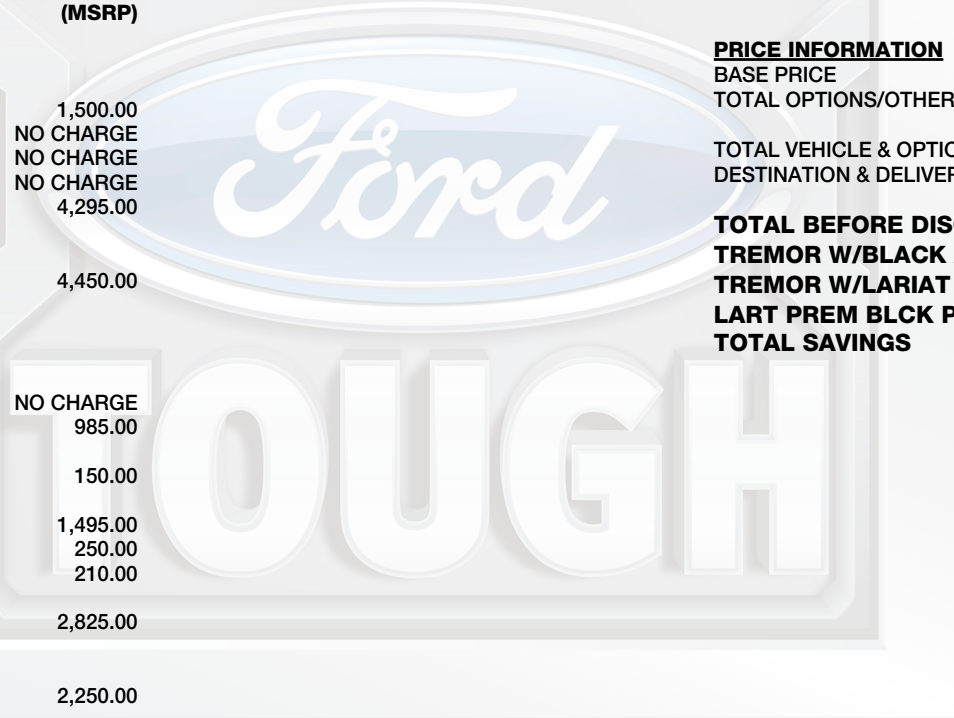 (MSRP)
1,500.00
NO CHARGE
NO CHARGE
NO CHARGE
4,295.00
4,450.00
NO CHARGE
985.00
150.00
1,495.00
250.00
210.00
2,825.00
2,250.00
PRICE INFORMATION
BASE PRICE
TOTAL OPTIONS/OTHER
TOTAL VEHICLE & OPTIO
DESTINATION & DELIVER
TOTAL BEFORE DIS
TREMOR W/BLACK
TREMOR W/LARIAT
LART PREM BLCK P
TOTAL SAVINGS
Ford
TOUGH